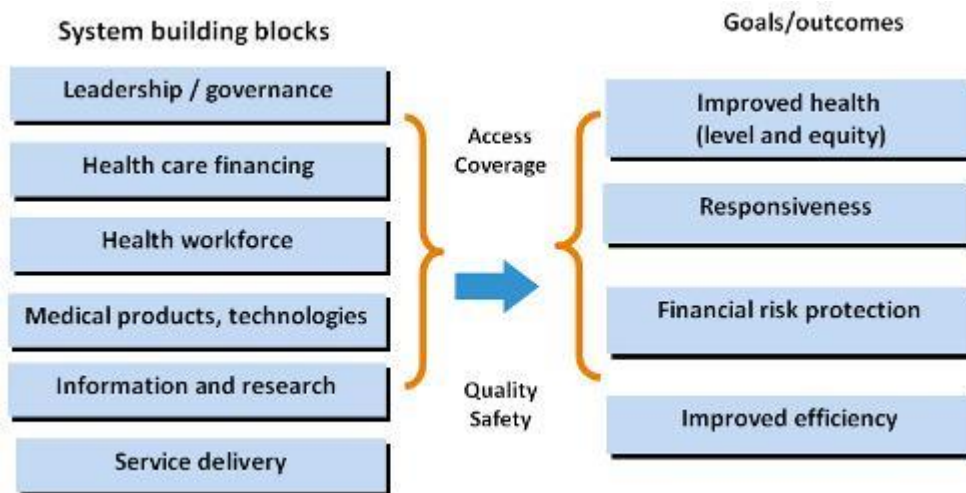 System building blocks
Leadership / governance
Health care financing
Health workforce
Medical products, technologies
Information and research
Service delivery
Access
Coverage
Quality
Safety
Goals/outcomes
Improved health
(level and equity)
Responsiveness
Financial risk protection
Improved efficiency